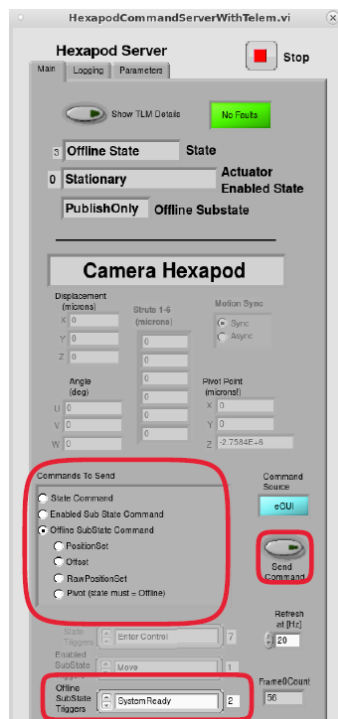 HexapodCommandServerWithTelem.vi
Hexapod Server
Stop
Main Logging Parameters
Show TLM Details
No Faults
3 Offline State State
0 Stationary Actuator
Enabled State
PublishOnly Offline Substate
Camera Hexapod
Displacement
(microns)
X 0
Y 0
Z 0
Struts 1-6
(microns)
0
0
0
0
0
0
Motion Sync
Sync
Async
Angle
(deg)
U 0
V 0
W 0
Pivot Point
(microns!)
X 0
Y 0
Z -2.7584E+6
Commands To Send
State Command
Enabled Sub State Command
Offline SubState Command
PositionSet
Offset
RawPositionSet
Pivot (state must = Offline)
Command
Source
eGUI
Send
Command
Refresh
at [Hz]
20
State
Triggers
Enter Control 7
Enabled
SubState
Triggers
Move 1
Offline
SubState
Triggers
SystemReady 2
Frame0Count
56